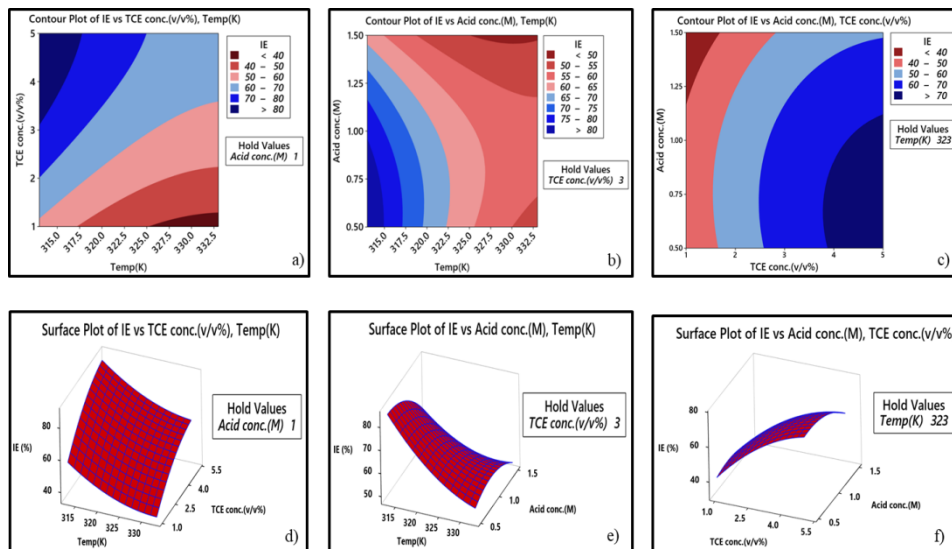 Contour Plot of IE vs TCE conc.(v/v%), Temp(K)
5
4
3
2
1
TCE conc.(v/v%)
315.0 317.5 320.0 322.5 325.0 327.5 330.0 332.5
Temp(K)
IE
< 40
40 – 50
50 – 60
60 – 70
70 – 80
> 80
Hold Values
Acid conc.(M) 1
a)
Contour Plot of IE vs Acid conc.(M), Temp(K)
1.50
1.25
1.00
0.75
0.50
Acid conc.(M)
315.0 317.5 320.0 322.5 325.0 327.5 330.0 332.5
Temp(K)
IE
< 50
50 – 55
55 – 60
60 – 65
65 – 70
70 – 75
75 – 80
> 80
Hold Values
TCE conc.(v/v%) 3
b)
Contour Plot of IE vs Acid conc.(M), TCE conc.(v/v%)
1.50
1.25
1.00
0.75
0.50
Acid conc.(M)
1 2 3 4 5
TCE conc.(v/v%)
IE
< 40
40 – 50
50 – 60
60 – 70
> 70
Hold Values
Temp(K) 323
c)
Surface Plot of IE vs TCE conc.(v/v%), Temp(K)
Hold Values
Acid conc.(M) 1
80
IE (%)
60
40
315 320 325 330
Temp(K)
1.0 2.5 4.0 5.5
TCE conc.(v/v%)
d)
Surface Plot of IE vs Acid conc.(M), Temp(K)
Hold Values
TCE conc.(v/v%) 3
80
IE (%)
70
60
50
315 320 325 330
Temp(K)
0.5 1.0 1.5
Acid conc.(M)
e)
Surface Plot of IE vs Acid conc.(M), TCE conc.(v/v%
Hold Values
Temp(K) 323
80
70
IE (%)
60
50
40
1.0 2.5 4.0 5.5
TCE conc.(v/v%)
0.5 1.0 1.5
Acid conc.(M)
f)